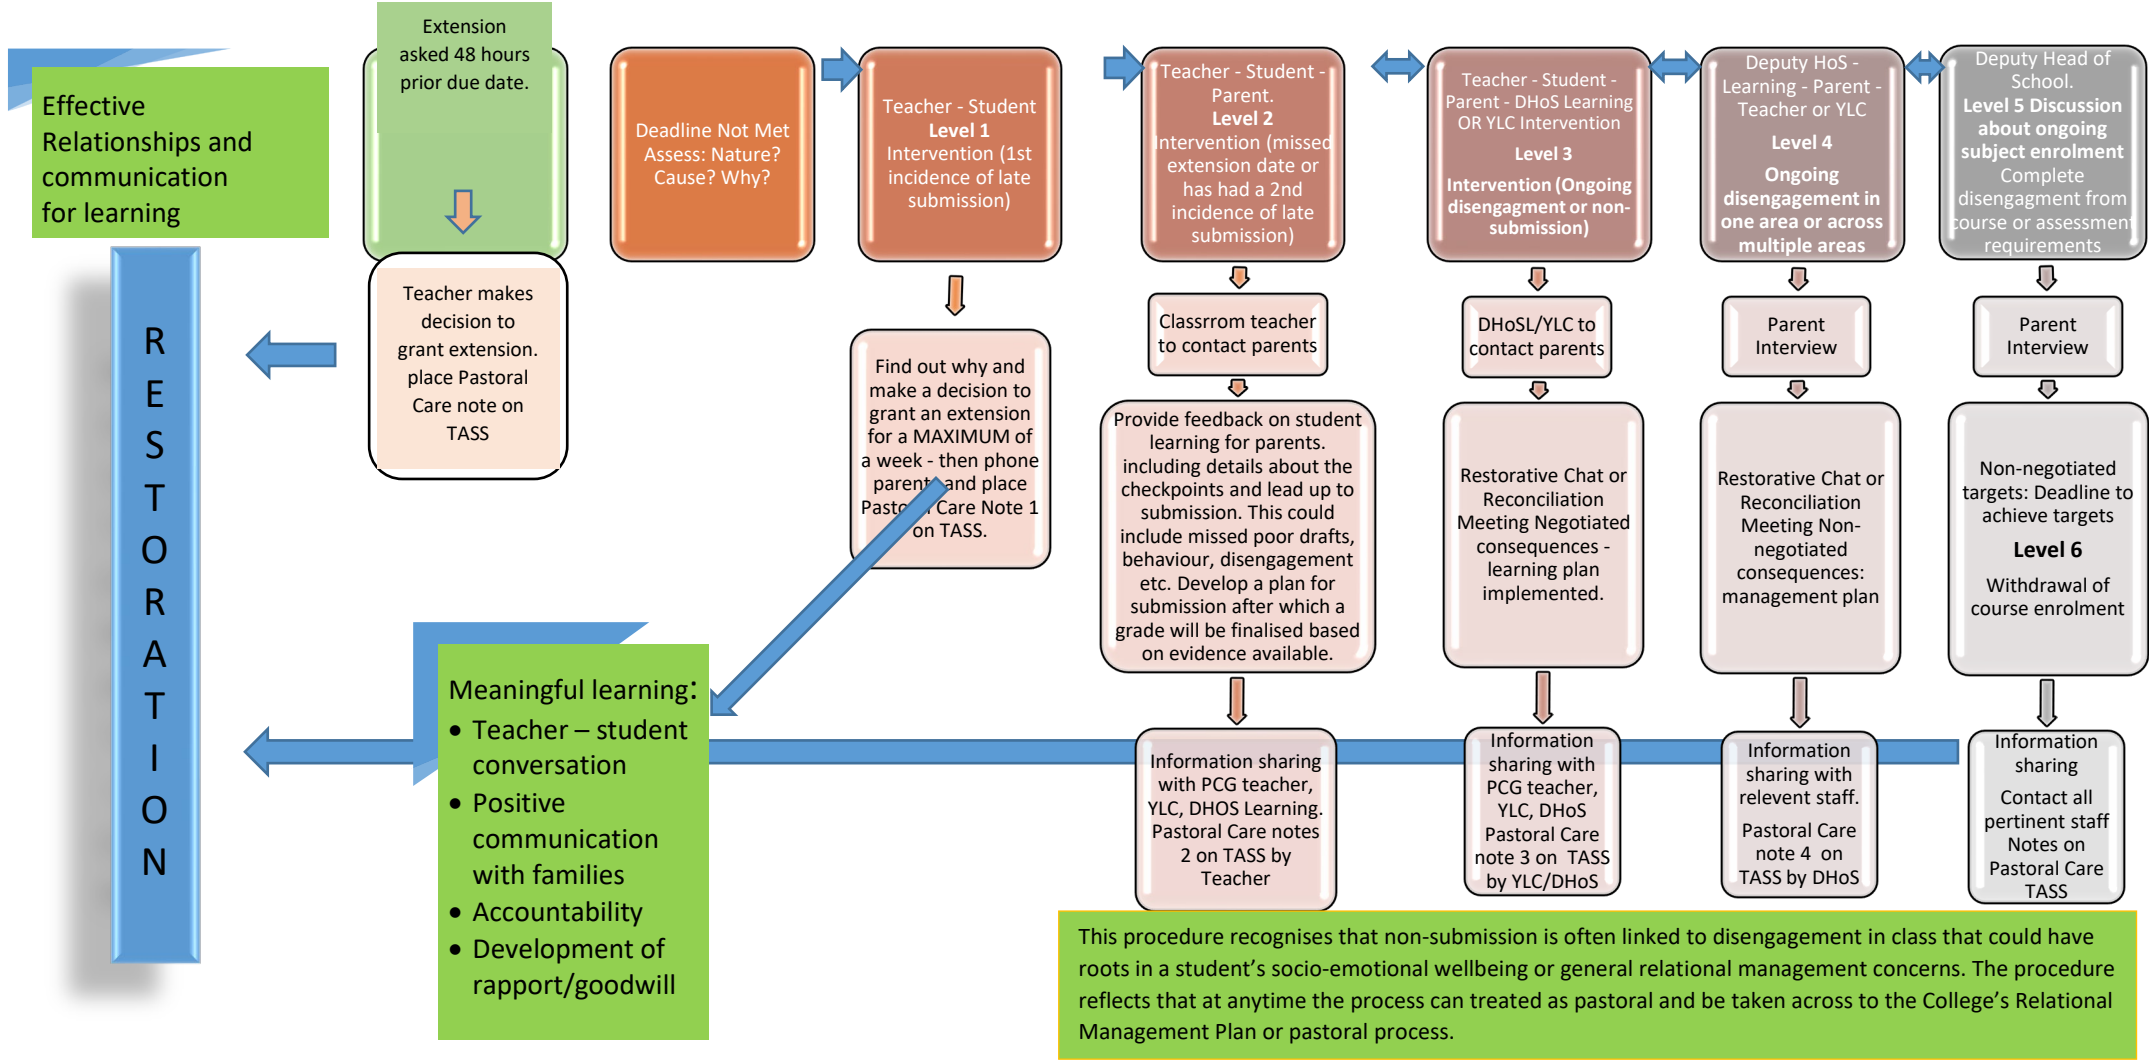 Effective
Relationships and
communication
for learning
R
E
S
T
O
R
A
T
I
O
N
Extension
asked 48 hours
prior due date.
Teacher makes
decision to
grant extension.
place Pastoral
Care note on
TASS
Deadline Not Met
Assess: Nature?
Cause? Why?
Teacher - Student
Level 1
Intervention (1st
incidence of late
submission)
Find out why and
make a decision to
grant an extension
for a MAXIMUM of
a week - then phone
parents and place
Pastoral Care Note 1
on TASS.
Meaningful learning:
• Teacher – student
conversation
• Positive
communication
with families
• Accountability
• Development of
rapport/goodwill
Teacher - Student -
Parent.
Level 2
Intervention (missed
extension date or
has had a 2nd
incidence of late
submission)
Classrrom teacher
to contact parents
Provide feedback on student
learning for parents.
including details about the
checkpoints and lead up to
submission. This could
include missed poor drafts,
behaviour, disengagement
etc. Develop a plan for
submission after which a
grade will be finalised based
on evidence available.
Information sharing
with PCG teacher,
YLC, DHOS Learning.
Pastoral Care notes
2 on TASS by
Teacher
Teacher - Student -
Parent - DHoS Learning
OR YLC Intervention
Level 3
Intervention (Ongoing
disengagment or non-
submission)
DHoSL/YLC to
contact parents
Restorative Chat or
Reconciliation
Meeting Negotiated
consequences -
learning plan
implemented.
Information
sharing with
PCG teacher,
YLC, DHoS
Pastoral Care
note 3 on TASS
by YLC/DHoS
Deputy HoS -
Learning - Parent -
Teacher or YLC
Level 4
Ongoing
disengagement in
one area or across
multiple areas
Parent
Interview
Restorative Chat or
Reconciliation
Meeting Non-
negotiated
consequences:
management plan
Information
sharing with
relevent staff.
Pastoral Care
note 4 on
TASS by DHoS
Deputy Head of
School.
Level 5 Discussion
about ongoing
subject enrolment
Complete
disengagment from
course or assessment
requirements
Parent
Interview
Non-negotiated
targets: Deadline to
achieve targets
Level 6
Withdrawal of
course enrolment
Information
sharing
Contact all
pertinent staff
Notes on
Pastoral Care
TASS
This procedure recognises that non-submission is often linked to disengagement in class that could have
roots in a student’s socio-emotional wellbeing or general relational management concerns. The procedure
reflects that at anytime the process can treated as pastoral and be taken across to the College’s Relational
Management Plan or pastoral process.